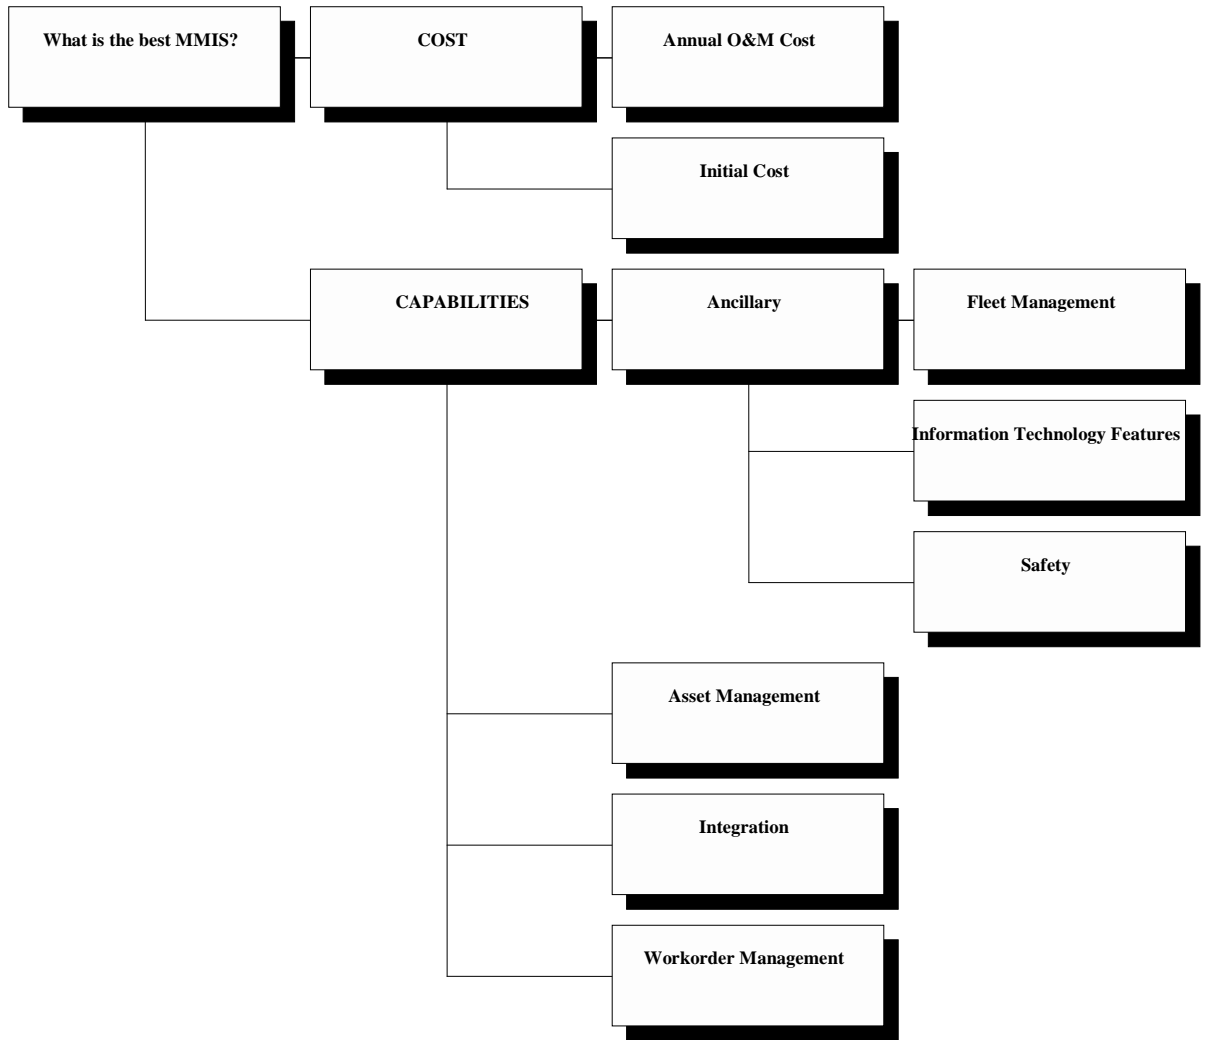 What is the best MMIS?
COST
Annual O&M Cost
Initial Cost
CAPABILITIES
Ancillary
Fleet Management
Information Technology Features
Safety
Asset Management
Integration
Workorder Management